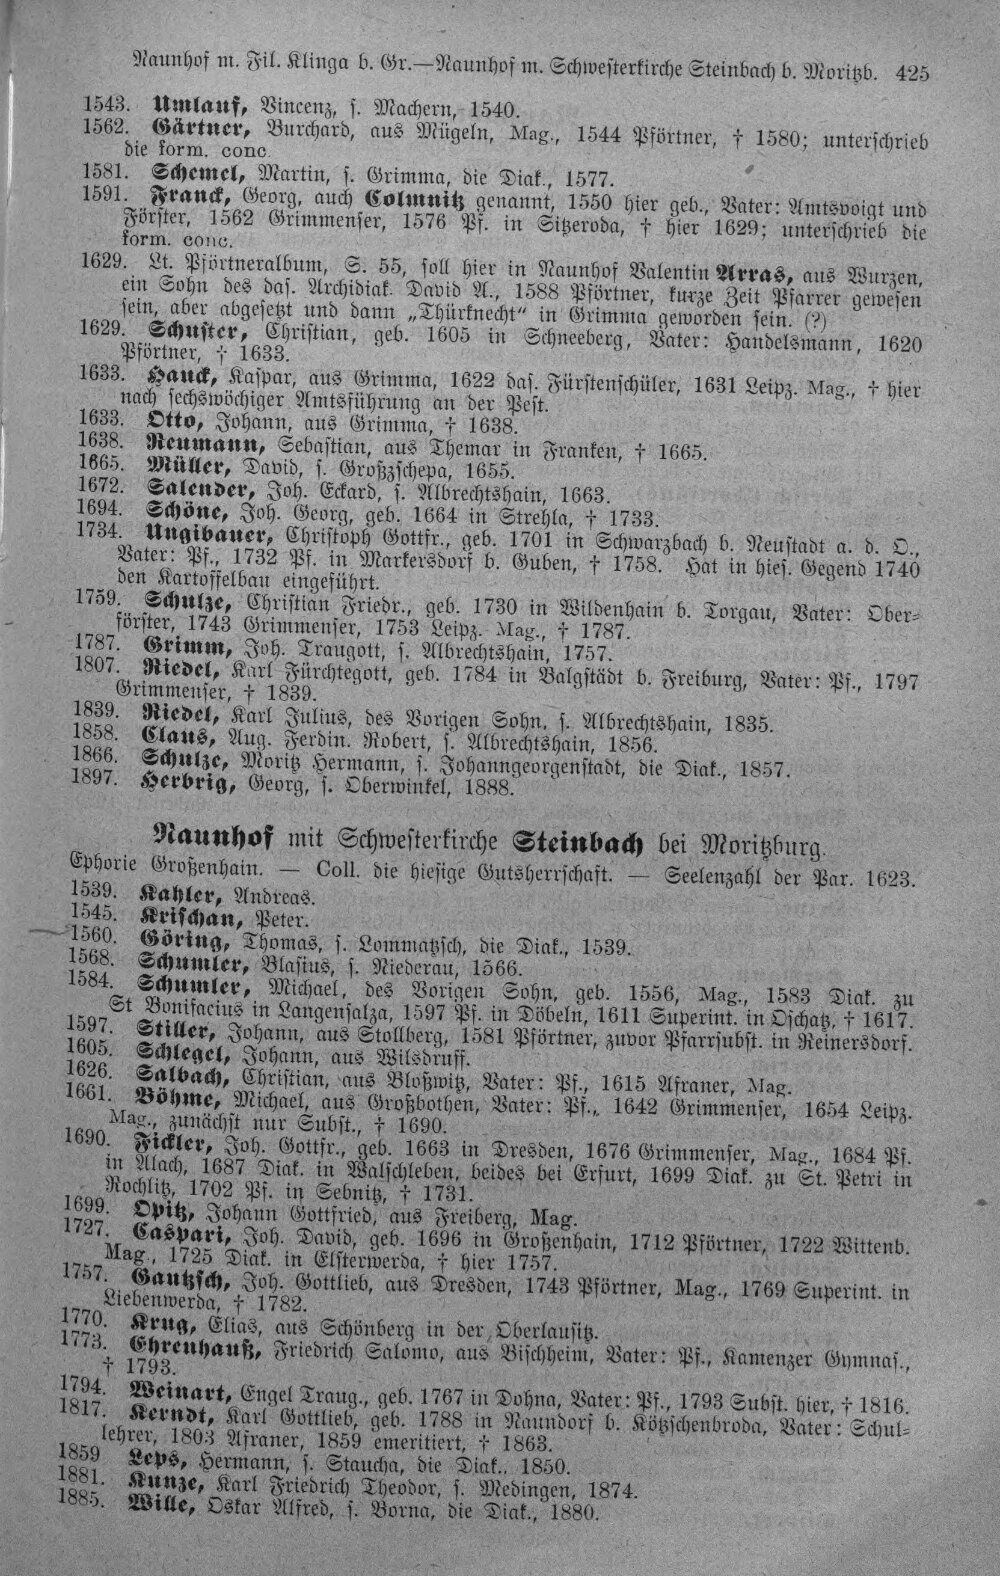 Naunhof m. Fil. Klinga b. Gr.—Naunhof m. Schwesterkirche Steinbach b. Moritzb. 425
1543. Umlauf, Vincenz, s. Machern, 1540.
1562. Gärtner, Burchard, aus Mügeln, Mag., 1544 Pförtner, † 1580; unterschrieb
die form. conc.
1581. Schemel, Martin, s. Grimma, die Diak., 1577.
1591. Franck, Georg, auch Colmnitz genannt, 1550 hier geb., Vater: Amtsvoigt und
Förster, 1562 Grimmenser, 1576 Pf. in Sitzeroda, † hier 1629; unterschrieb die
form. conc.
1629. Lt. Pförtneralbum, S. 55, soll hier in Naunhof Valentin Arras, aus Wurzen,
ein Sohn des das. Archidiak. David A., 1588 Pförtner, kurze Zeit Pfarrer gewesen
sein, aber abgesetzt und dann „Thürknecht“ in Grimma geworden sein. (?)
1629. Schuster, Christian, geb. 1605 in Schneeberg, Vater: Handelsmann, 1620
Pförtner, † 1633.
1633. Hauck, Kaspar, aus Grimma, 1622 das. Fürstenschüler, 1631 Leipz. Mag., † hier
nach sechswöchiger Amtsführung an der Pest.
1633. Otto, Johann, aus Grimma, † 1638.
1638. Neumann, Sebastian, aus Themar in Franken, † 1665.
1665. Müller, David, s. Großzschepa, 1655.
1672. Salender, Joh. Eckard, s. Albrechtshain, 1663.
1694. Schöne, Joh. Georg, geb. 1664 in Strehla, † 1733.
1734. Ungibauer, Christoph Gottfr., geb. 1701 in Schwarzbach b. Neustadt a. d. O.,
Vater: Pf., 1732 Pf. in Markersdorf b. Guben, † 1758. Hat in hies. Gegend 1740
den Kartoffelbau eingeführt.
1759. Schulze, Christian Friedr., geb. 1730 in Wildenhain b. Torgau, Vater: Ober-
förster, 1743 Grimmenser, 1753 Leipz. Mag., † 1787.
1787. Grimm, Joh. Traugott, s. Albrechtshain, 1757.
1807. Riedel, Karl Fürchtegott, geb. 1784 in Balgstädt b. Freiburg, Vater: Pf., 1797
Grimmenser, † 1839.
1839. Riedel, Karl Julius, des Vorigen Sohn, s. Albrechtshain, 1835.
1858. Claus, Aug. Ferdin. Robert, s. Albrechtshain, 1856.
1866. Schulze, Moritz Hermann, s. Johanngeorgenstadt, die Diak., 1857.
1897. Herbrig, Georg, s. Oberwinkel, 1888.
Naunhof mit Schwesterkirche Steinbach bei Moritzburg.
Ephorie Großenhain. — Coll. die hiesige Gutsherrschaft. — Seelenzahl der Par. 1623.
1539. Kahler, Andreas.
1545. Krischan, Peter.
1560. Göring, Thomas, s. Lommatzsch, die Diak., 1539.
1568. Schumler, Blasius, s. Niederau, 1566.
1584. Schumler, Michael, des Vorigen Sohn, geb. 1556, Mag., 1583 Diak. zu
St Bonifacius in Langensalza, 1597 Pf. in Döbeln, 1611 Superint. in Oschatz, † 1617.
1597. Stiller, Johann, aus Stollberg, 1581 Pförtner, zuvor Pfarrsubst. in Reinersdorf.
1605. Schlegel, Johann, aus Wilsdruff.
1626. Salbach, Christian, aus Bloßwitz, Vater: Pf., 1615 Afraner, Mag.
1661. Böhme, Michael, aus Großbothen, Vater: Pf., 1642 Grimmenser, 1654 Leipz.
Mag., zunächst nur Subst., † 1690.
1690. Fickler, Joh. Gottfr., geb. 1663 in Dresden, 1676 Grimmenser, Mag., 1684 Pf.
in Alach, 1687 Diak. in Walschleben, beides bei Erfurt, 1699 Diak. zu St. Petri in
Rochlitz, 1702 Pf. in Sebnitz, † 1731.
1699. Opitz, Johann Gottfried, aus Freiberg, Mag.
1727. Caspari, Joh. David, geb. 1696 in Großenhain, 1712 Pförtner, 1722 Wittenb.
Mag., 1725 Diak. in Elsterwerda, † hier 1757.
1757. Gautzsch, Joh. Gottlieb, aus Dresden, 1743 Pförtner, Mag., 1769 Superint. in
Liebenwerda, † 1782.
1770. Krug, Elias, aus Schönberg in der Oberlausitz.
1773. Ehrenhauß, Friedrich Salomo, aus Bischheim, Vater: Pf., Kamenzer Gymnas.,
† 1793.
1794. Weinart, Engel Traug., geb. 1767 in Dohna, Vater: Pf., 1793 Subst. hier, † 1816.
1817. Kerndt, Karl Gottlieb, geb. 1788 in Naundorf b. Kötzschenbroda, Vater: Schul-
lehrer, 1803 Afraner, 1859 emeritiert, † 1863.
1859 Leps, Hermann, s. Staucha, die Diak., 1850.
1881. Kunze, Karl Friedrich Theodor, s. Medingen, 1874.
1885. Wille, Oskar Alfred, s. Borna, die Diak., 1880.